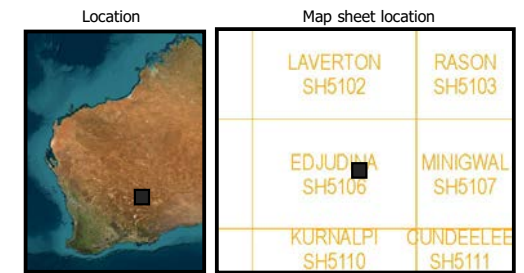 Location
Map sheet location
LAVERTON
SH5102
RASON
SH5103
EDJUDINA
SH5106
MINIGWAL
SH5107
KURNALPI
SH5110
CUNDEELEE
SH5111